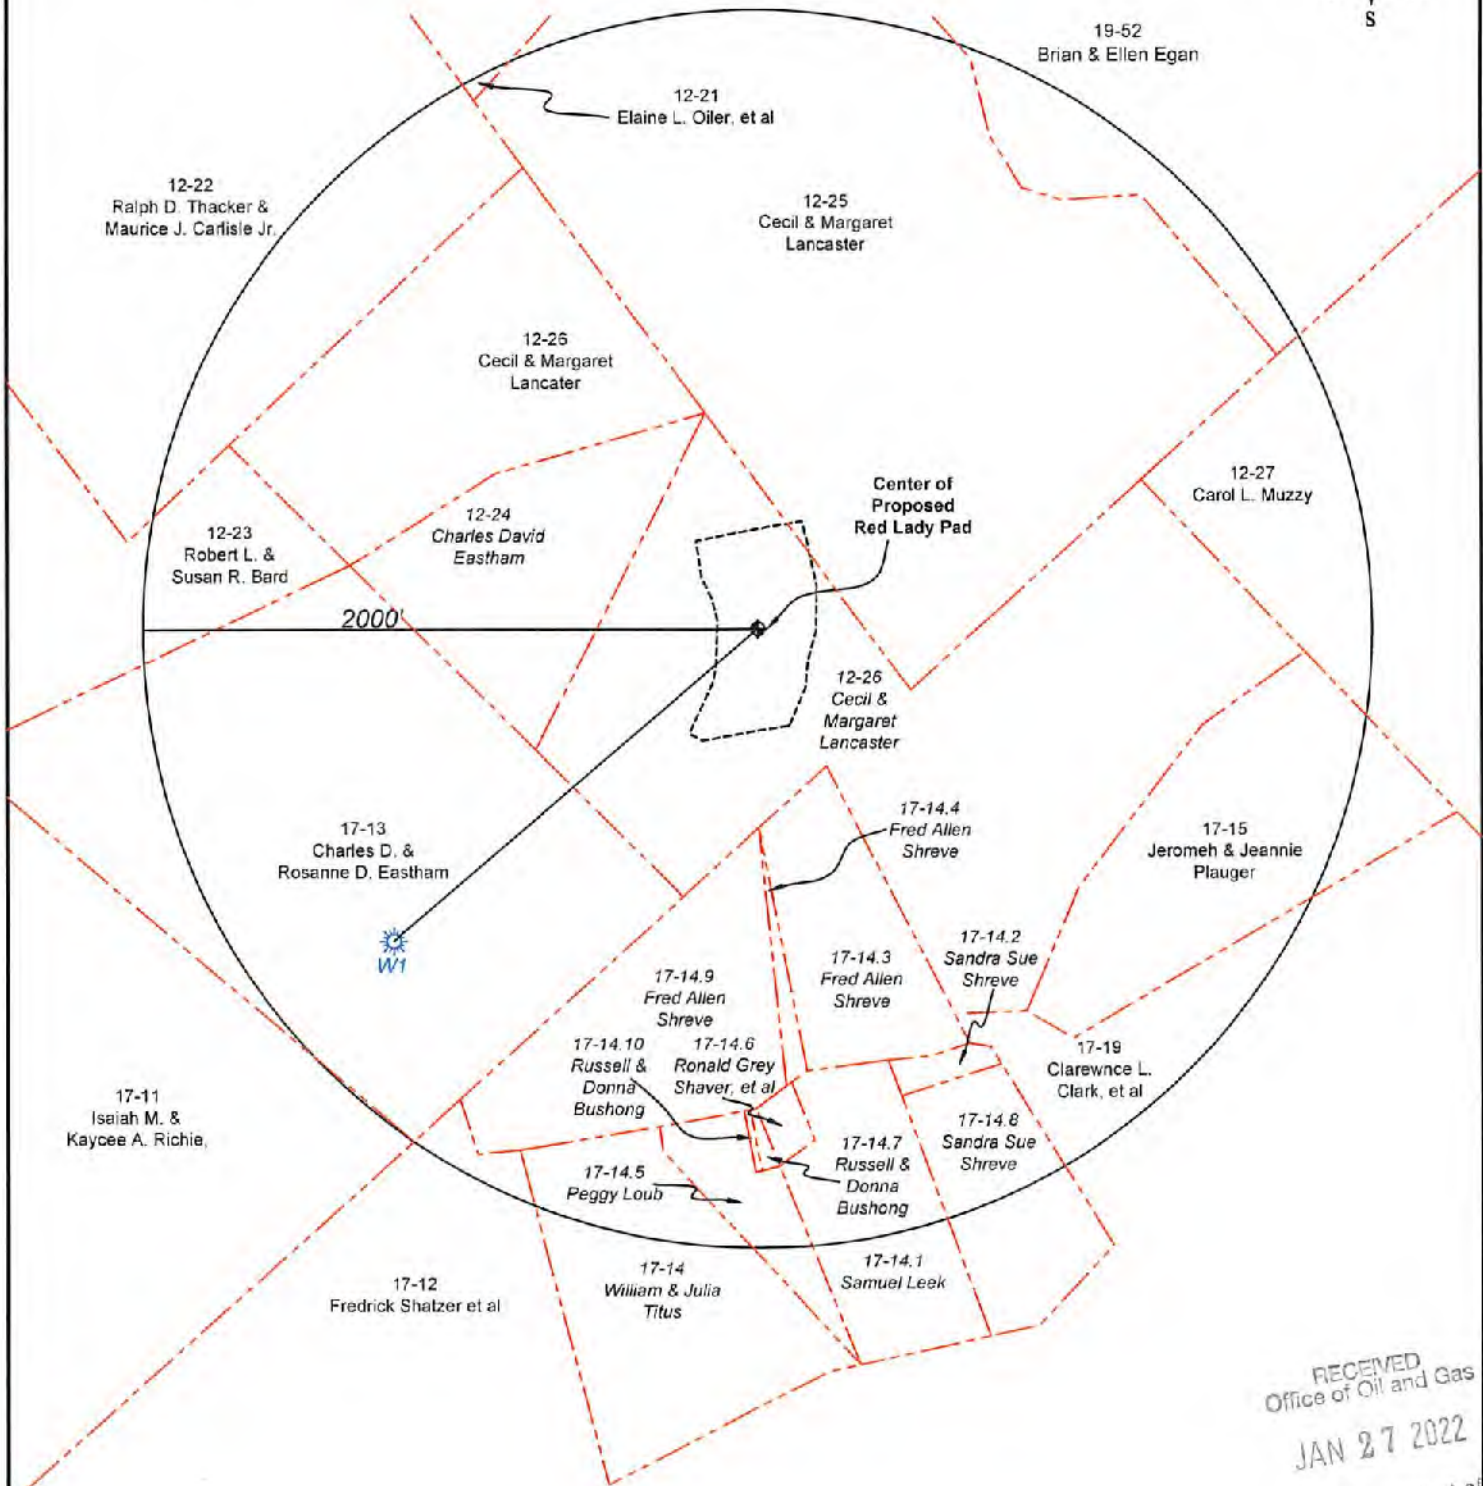 S
19-52
Brian & Ellen Egan
12-21
Elaine L. Oiler, et al
12-22
Ralph D. Thacker &
Maurice J. Carlisle Jr.
12-25
Cecil & Margaret
Lancaster
12-26
Cecil & Margaret
Lancater
Center of
Proposed
Red Lady Pad
12-27
Carol L. Muzzy
12-23
Robert L. &
Susan R. Bard
12-24
Charles David
Eastham
2000'
12-26
Cecil &
Margaret
Lancaster
17-13
Charles D. &
Rosanne D. Eastham
17-14.4
Fred Allen
Shreve
17-15
Jeromeh & Jeannie
Plauger
W1
17-14.9
Fred Allen
Shreve
17-14.3
Fred Allen
Shreve
17-14.2
Sandra Sue
Shreve
17-14.10
Russell &
Donna
Bushong
17-14.6
Ronald Grey
Shaver, et al
17-19
Clarewnce L.
Clark, et al
17-11
Isaiah M. &
Kaycee A. Richie,
17-14.5
Peggy Loub
17-14.7
Russell &
Donna
Bushong
17-14.8
Sandra Sue
Shreve
17-12
Fredrick Shatzer et al
17-14
William & Julia
Titus
17-14.1
Samuel Leek
RECEIVED
Office of Oil and Gas
JAN 27 2022